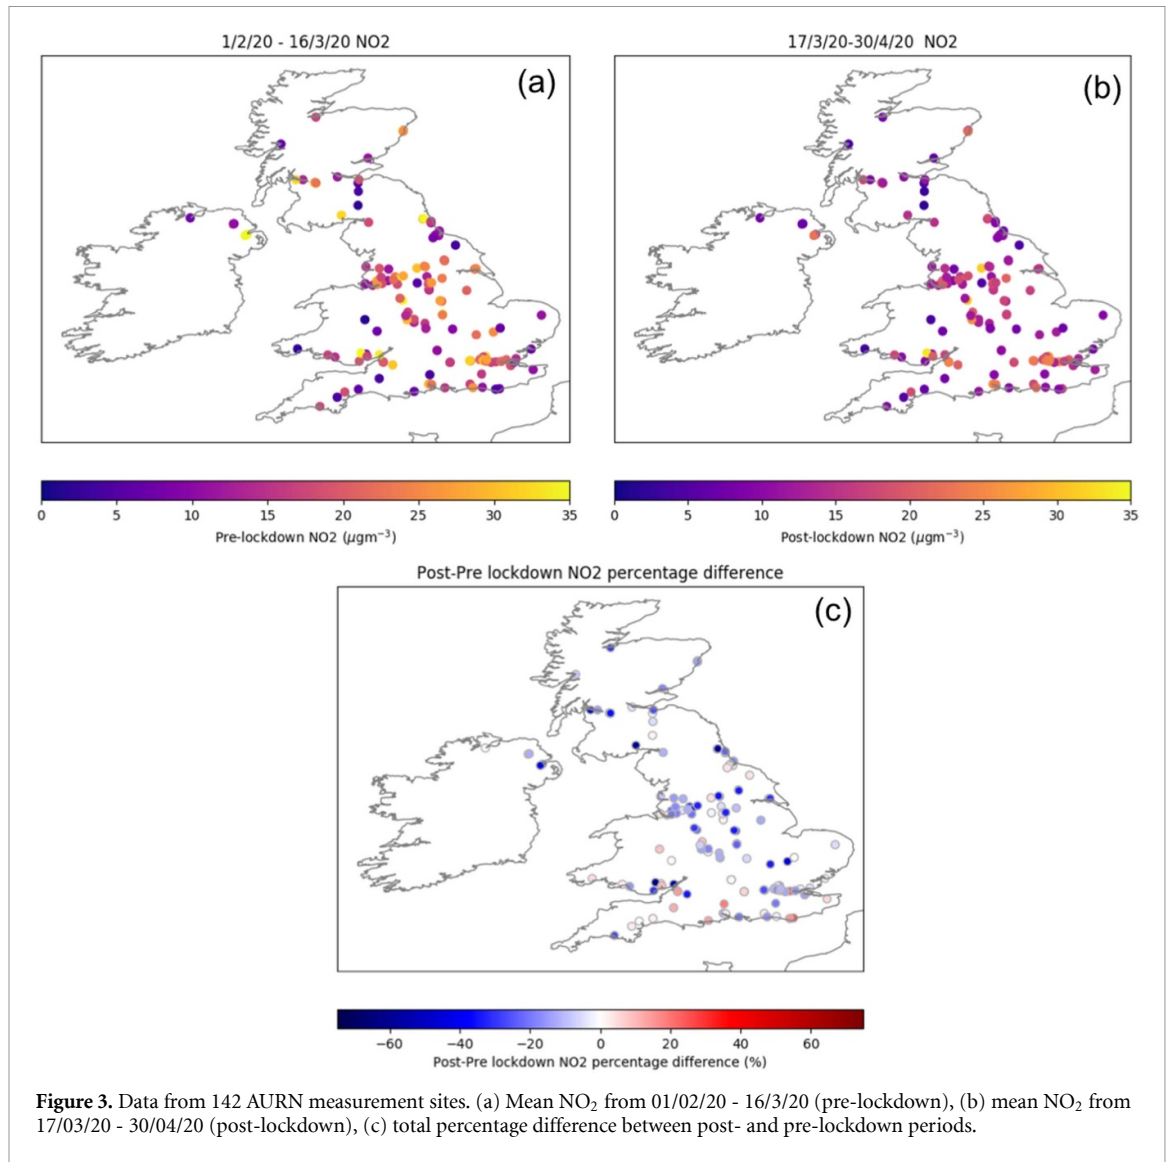 1/2/20 - 16/3/20 NO2
(a)
0 5 10 15 20 25 30 35
Pre-lockdown NO2 (μgm⁻³)
17/3/20-30/4/20 NO2
(b)
0 5 10 15 20 25 30 35
Post-lockdown NO2 (μgm⁻³)
Post-Pre lockdown NO2 percentage difference
(c)
−60 −40 −20 0 20 40 60
Post-Pre lockdown NO2 percentage difference (%)
Figure 3. Data from 142 AURN measurement sites. (a) Mean NO₂ from 01/02/20 - 16/3/20 (pre-lockdown), (b) mean NO₂ from
17/03/20 - 30/04/20 (post-lockdown), (c) total percentage difference between post- and pre-lockdown periods.